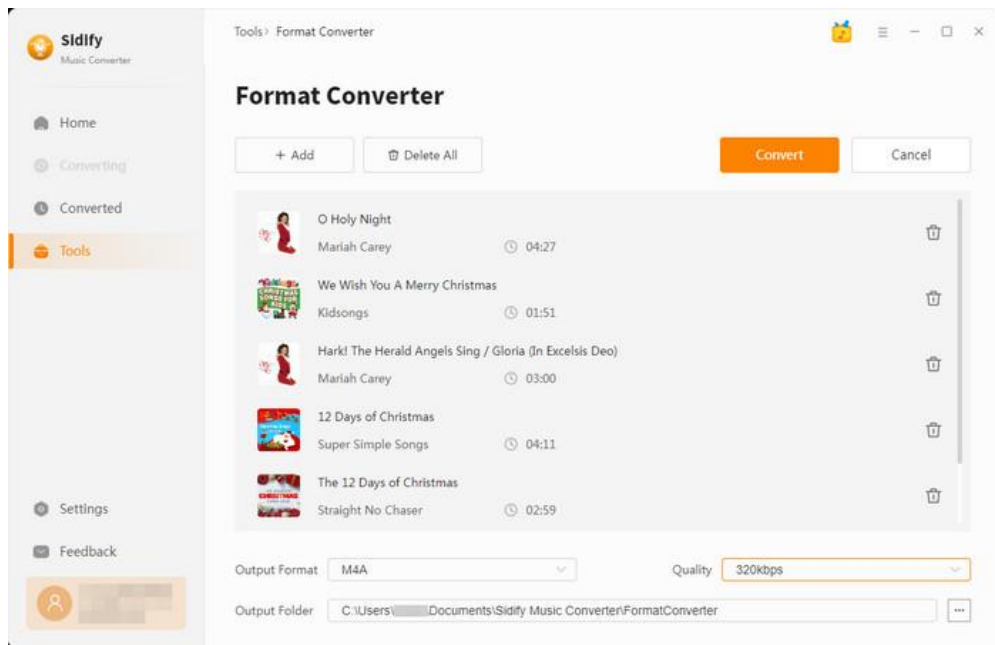 Sidify
Music Converter
Home
Converting
Converted
Tools
Settings
Feedback
Tools› Format Converter
Format Converter
+ Add
Delete All
Convert
Cancel
O Holy Night
Mariah Carey 04:27
We Wish You A Merry Christmas
Kidsongs 01:51
Hark! The Herald Angels Sing / Gloria (In Excelsis Deo)
Mariah Carey 03:00
12 Days of Christmas
Super Simple Songs 04:11
The 12 Days of Christmas
Straight No Chaser 02:59
Output Format M4A
Quality 320kbps
Output Folder C:\Users\ Documents\Sidify Music Converter\FormatConverter
...